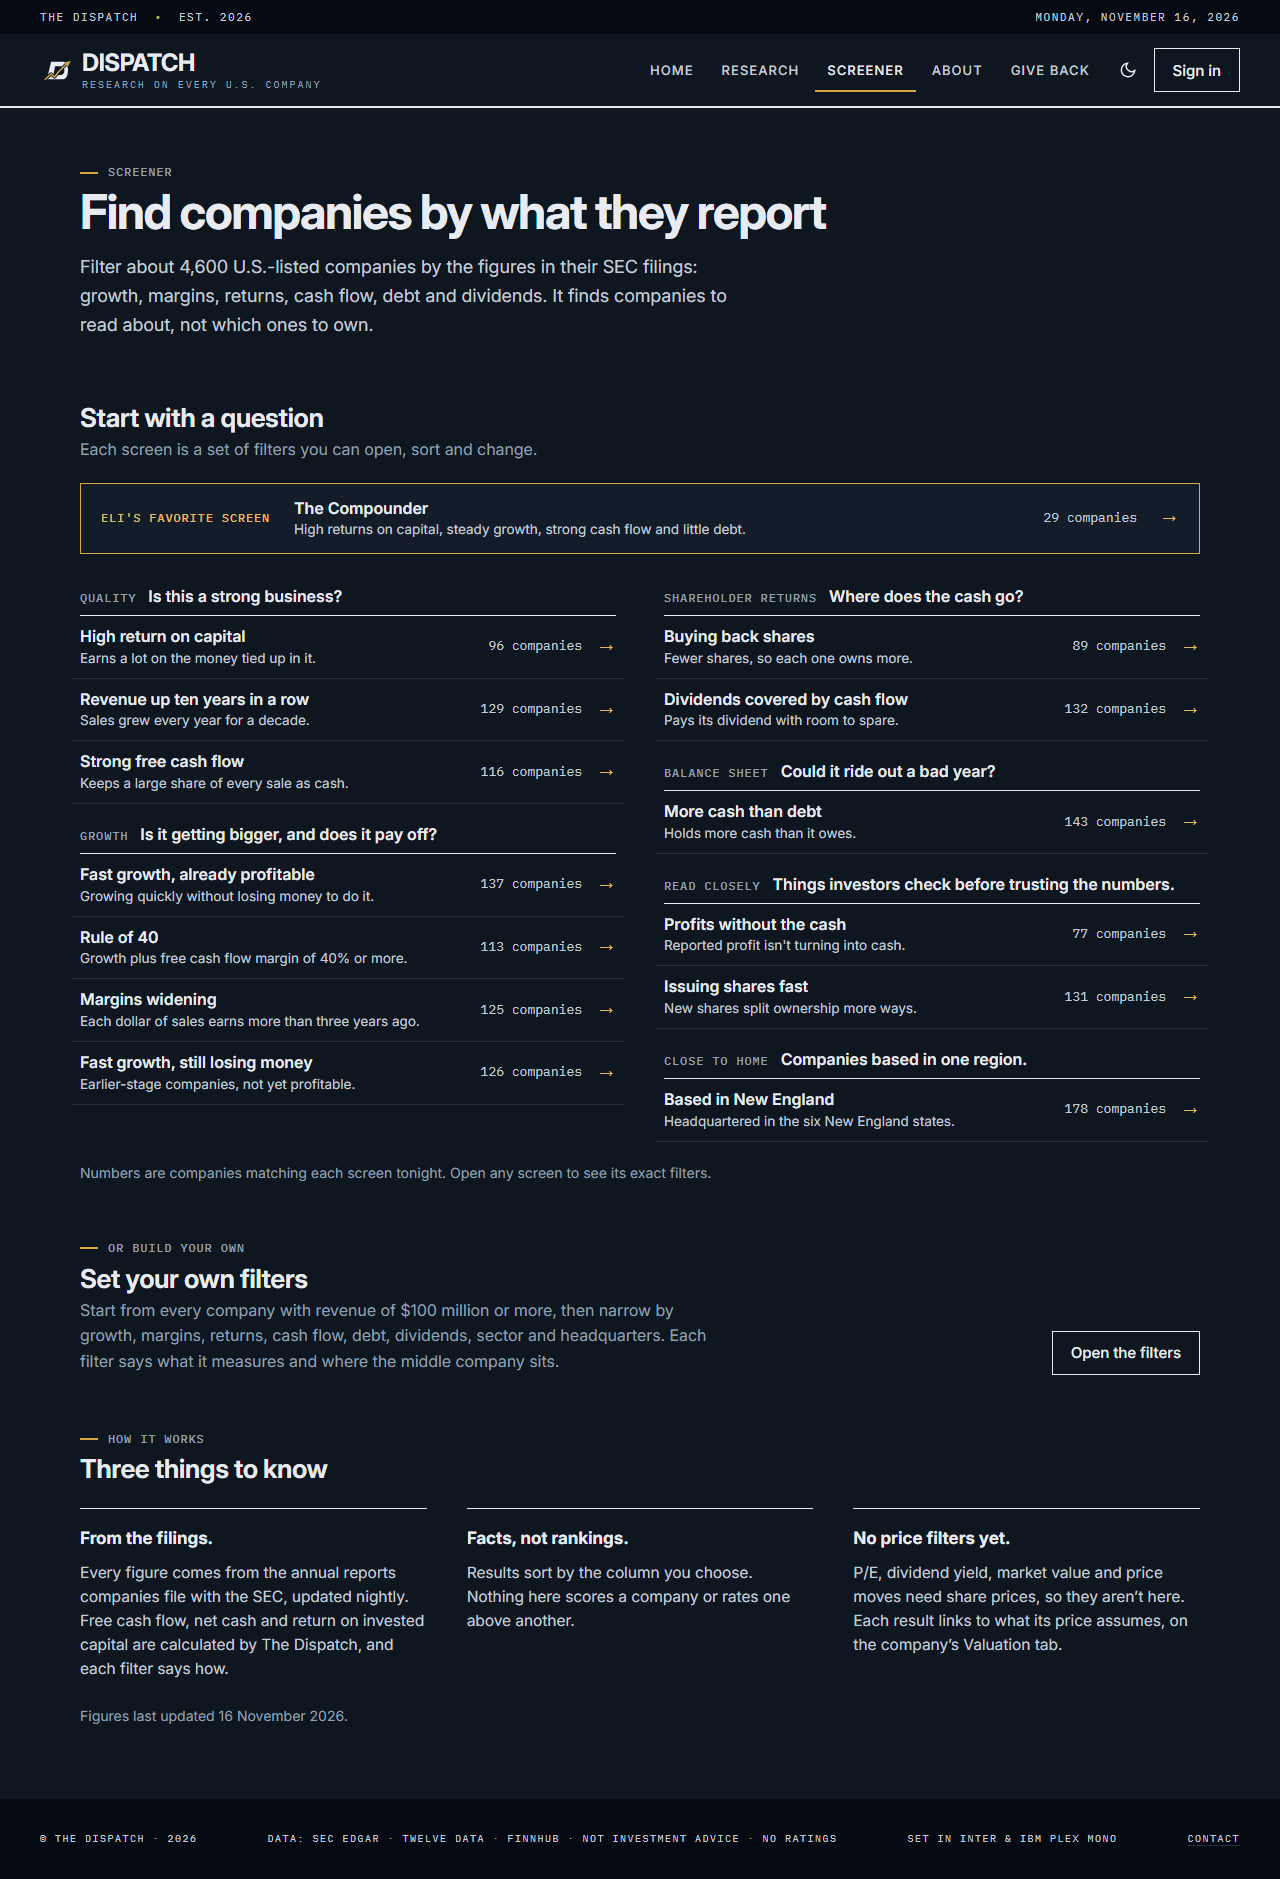 THE DISPATCH • EST. 2026
MONDAY, NOVEMBER 16, 2026
DISPATCH
RESEARCH ON EVERY U.S. COMPANY
HOME RESEARCH SCREENER ABOUT GIVE BACK Sign in
SCREENER
Find companies by what they report
Filter about 4,600 U.S.-listed companies by the figures in their SEC filings:
growth, margins, returns, cash flow, debt and dividends. It finds companies to
read about, not which ones to own.
Start with a question
Each screen is a set of filters you can open, sort and change.
ELI'S FAVORITE SCREEN
The Compounder
High returns on capital, steady growth, strong cash flow and little debt.
29 companies →
QUALITY Is this a strong business?
High return on capital
Earns a lot on the money tied up in it.
96 companies →
Revenue up ten years in a row
Sales grew every year for a decade.
129 companies →
Strong free cash flow
Keeps a large share of every sale as cash.
116 companies →
GROWTH Is it getting bigger, and does it pay off?
Fast growth, already profitable
Growing quickly without losing money to do it.
137 companies →
Rule of 40
Growth plus free cash flow margin of 40% or more.
113 companies →
Margins widening
Each dollar of sales earns more than three years ago.
125 companies →
Fast growth, still losing money
Earlier-stage companies, not yet profitable.
126 companies →
SHAREHOLDER RETURNS Where does the cash go?
Buying back shares
Fewer shares, so each one owns more.
89 companies →
Dividends covered by cash flow
Pays its dividend with room to spare.
132 companies →
BALANCE SHEET Could it ride out a bad year?
More cash than debt
Holds more cash than it owes.
143 companies →
READ CLOSELY Things investors check before trusting the numbers.
Profits without the cash
Reported profit isn't turning into cash.
77 companies →
Issuing shares fast
New shares split ownership more ways.
131 companies →
CLOSE TO HOME Companies based in one region.
Based in New England
Headquartered in the six New England states.
178 companies →
Numbers are companies matching each screen tonight. Open any screen to see its exact filters.
OR BUILD YOUR OWN
Set your own filters
Start from every company with revenue of $100 million or more, then narrow by
growth, margins, returns, cash flow, debt, dividends, sector and headquarters. Each
filter says what it measures and where the middle company sits.
Open the filters
HOW IT WORKS
Three things to know
From the filings.
Every figure comes from the annual reports
companies file with the SEC, updated nightly.
Free cash flow, net cash and return on invested
capital are calculated by The Dispatch, and
each filter says how.
Facts, not rankings.
Results sort by the column you choose.
Nothing here scores a company or rates one
above another.
No price filters yet.
P/E, dividend yield, market value and price
moves need share prices, so they aren’t here.
Each result links to what its price assumes, on
the company’s Valuation tab.
Figures last updated 16 November 2026.
© THE DISPATCH · 2026
DATA: SEC EDGAR · TWELVE DATA · FINNHUB · NOT INVESTMENT ADVICE · NO RATINGS
SET IN INTER & IBM PLEX MONO
CONTACT